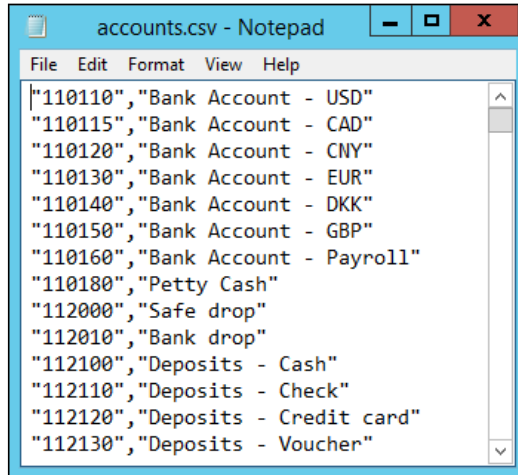 accounts.csv - Notepad
File Edit Format View Help
"110110","Bank Account - USD"
"110115","Bank Account - CAD"
"110120","Bank Account - CNY"
"110130","Bank Account - EUR"
"110140","Bank Account - DKK"
"110150","Bank Account - GBP"
"110160","Bank Account - Payroll"
"110180","Petty Cash"
"112000","Safe drop"
"112010","Bank drop"
"112100","Deposits - Cash"
"112110","Deposits - Check"
"112120","Deposits - Credit card"
"112130","Deposits - Voucher"